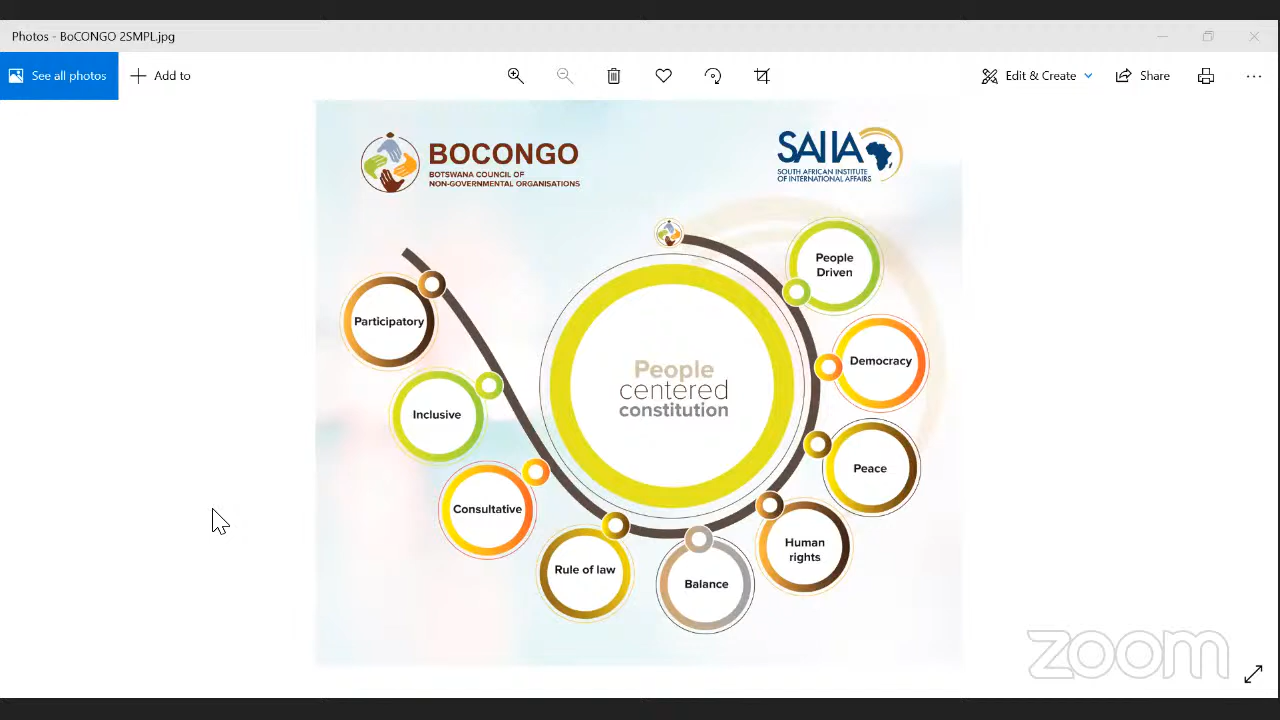 Photos - BoCONGO 2SMPL.jpg
See all photos
Add to
Edit & Create
Share
BOCONGO
BOTSWANA COUNCIL OF
NON-GOVERNMENTAL ORGANISATIONS
SAIIA
SOUTH AFRICAN INSTITUTE
OF INTERNATIONAL AFFAIRS
People
Driven
Participatory
Democracy
People
centered
constitution
Inclusive
Peace
Consultative
Human
rights
Rule of law
Balance
zoom